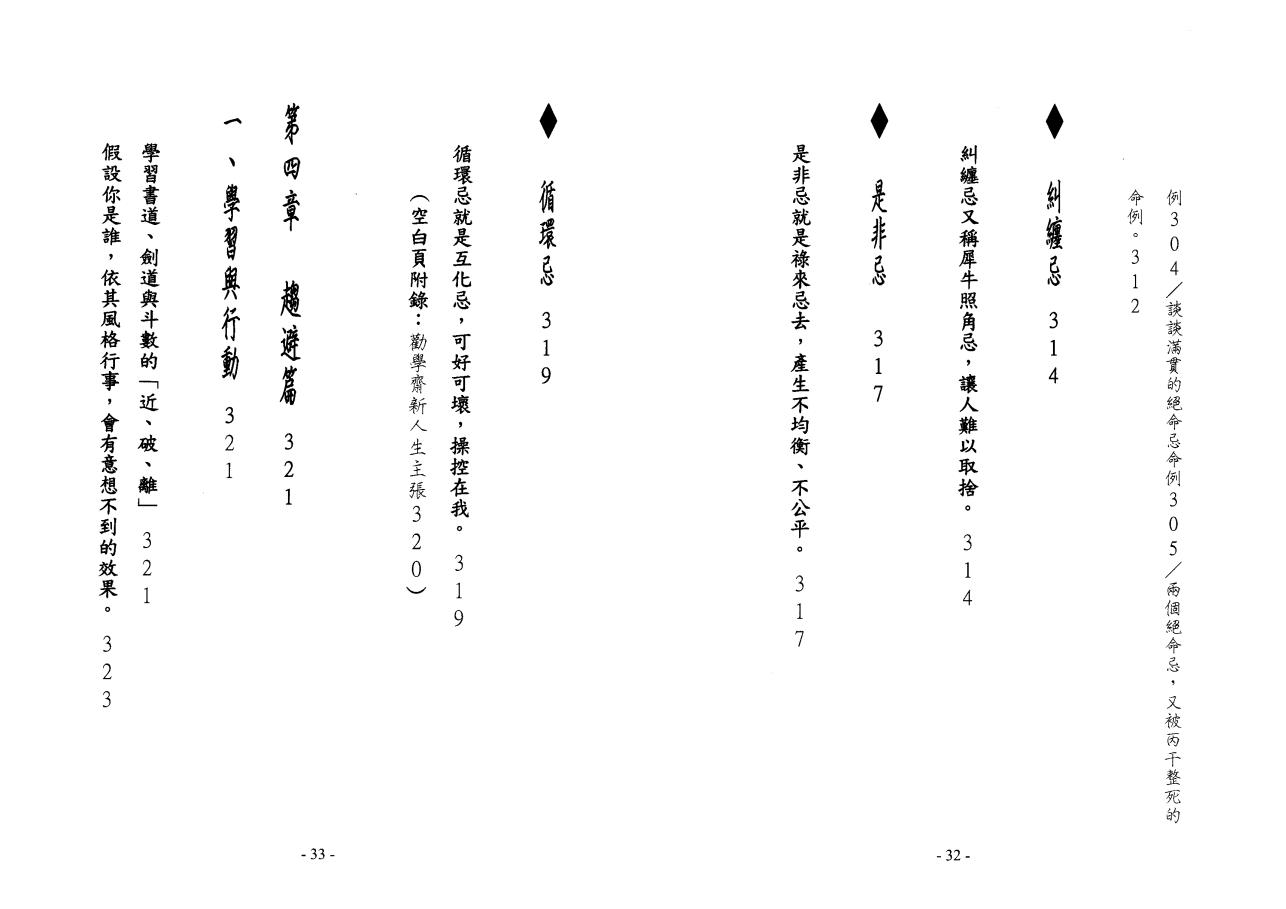 例304／談談滿貫的絕命忌命例305／兩個絕命忌，又被丙干整死的
命例。312
◆ 糾纏忌 314
糾纏忌又稱犀牛照角忌，讓人難以取捨。314
◆ 是非忌 317
是非忌就是祿來忌去，產生不均衡、不公平。317
- 32 -
◆ 循環忌 319
循環忌就是互化忌，可好可壞，操控在我。319
（空白頁附錄：勸學齋新人生主張320）
第四章 趨避篇 321
一、學習與行動 321
學習書道、劍道與斗數的「近、破、離」 321
假設你是誰，依其風格行事，會有意想不到的效果。323
- 33 -